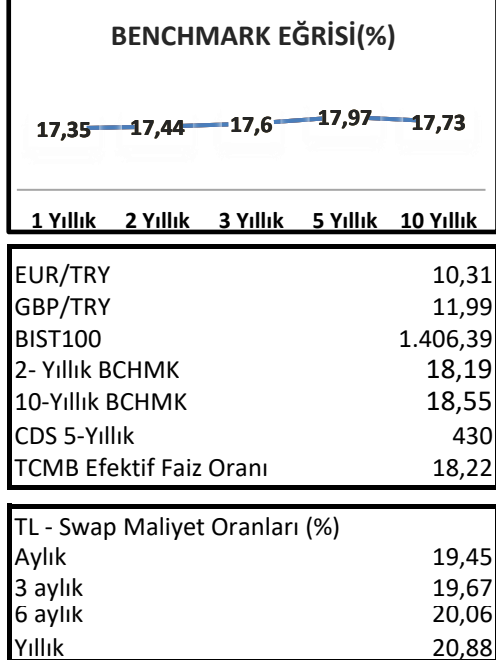 BENCHMARK EĞRİSİ(%)
17,35 17,44 17,6 17,97 17,73
1 Yıllık 2 Yıllık 3 Yıllık 5 Yıllık 10 Yıllık
EUR/TRY 10,31
GBP/TRY 11,99
BIST100 1.406,39
2- Yıllık BCHMK 18,19
10-Yıllık BCHMK 18,55
CDS 5-Yıllık 430
TCMB Efektif Faiz Oranı 18,22
TL - Swap Maliyet Oranları (%)
Aylık 19,45
3 aylık 19,67
6 aylık 20,06
Yıllık 20,88